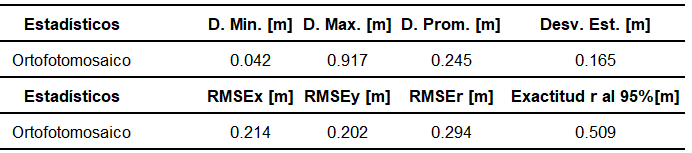 Estadísticos D. Min. [m] D. Max. [m] D. Prom. [m] Desv. Est. [m]
Ortofotomosaico 0.042 0.917 0.245 0.165
Estadísticos RMSEx [m] RMSEy [m] RMSEr [m] Exactitud r al 95%[m]
Ortofotomosaico 0.214 0.202 0.294 0.509